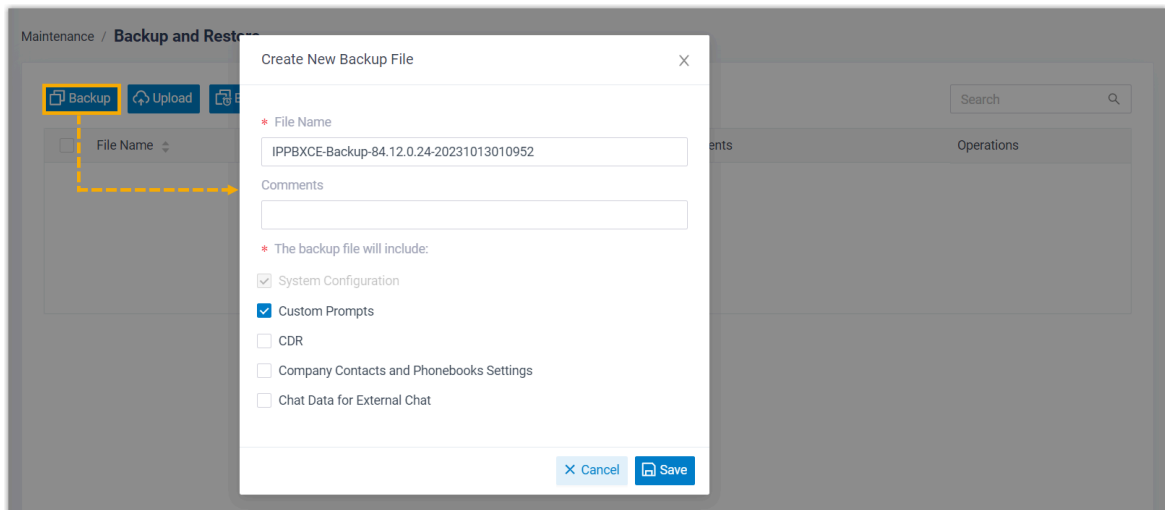 Maintenance / Backup and Restore
Create New Backup File
Backup
Upload
Search
* File Name
File Name
IPPBXCE-Backup-84.12.0.24-20231013010952
Operations
Comments
* The backup file will include:
System Configuration
Custom Prompts
CDR
Company Contacts and Phonebooks Settings
Chat Data for External Chat
Cancel
Save